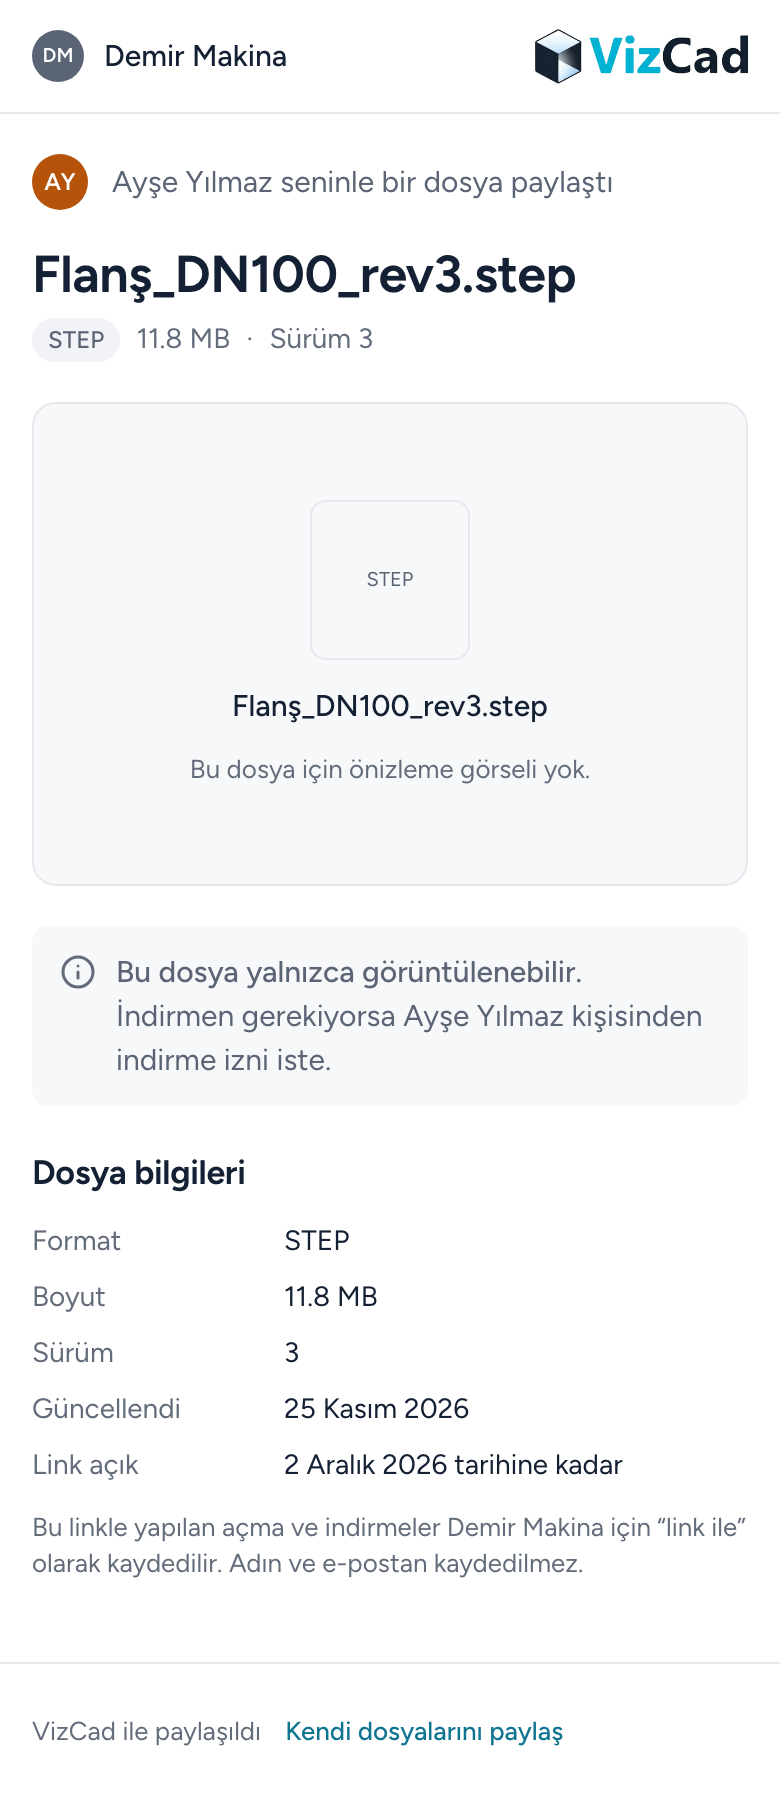 DM Demir Makina VizCad
AY Ayşe Yılmaz seninle bir dosya paylaştı
Flanş_DN100_rev3.step
STEP 11.8 MB · Sürüm 3
STEP
Flanş_DN100_rev3.step
Bu dosya için önizleme görseli yok.
Bu dosya yalnızca görüntülenebilir.
İndirmen gerekiyorsa Ayşe Yılmaz kişisinden
indirme izni iste.
Dosya bilgileri
Format STEP
Boyut 11.8 MB
Sürüm 3
Güncellendi 25 Kasım 2026
Link açık 2 Aralık 2026 tarihine kadar
Bu linkle yapılan açma ve indirmeler Demir Makina için “link ile”
olarak kaydedilir. Adın ve e-postan kaydedilmez.
VizCad ile paylaşıldı Kendi dosyalarını paylaş